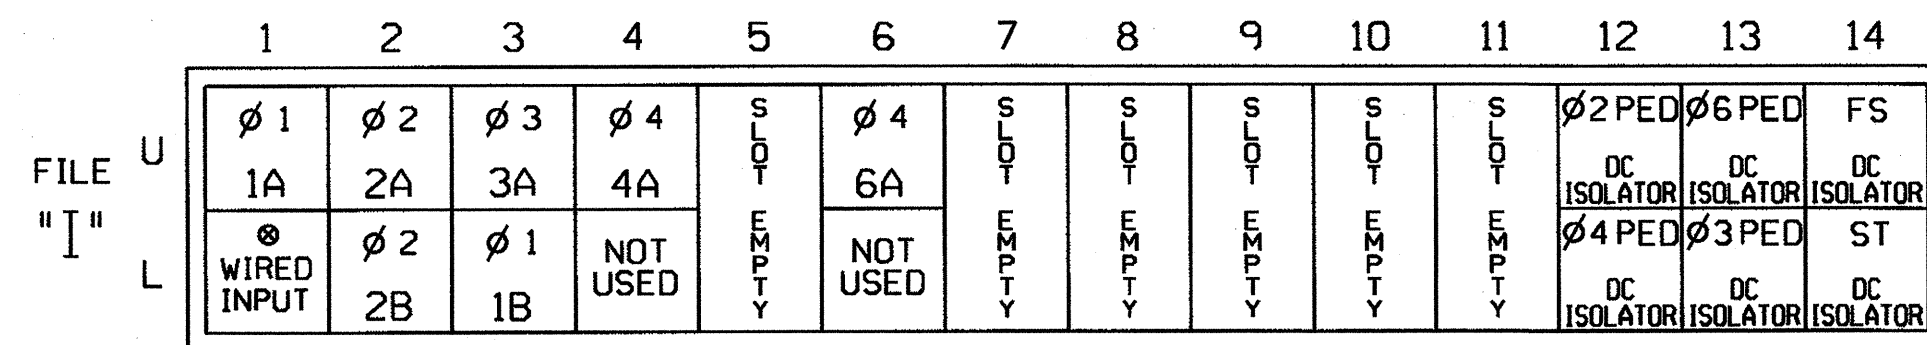 1 2 3 4 5 6 7 8 9 10 11 12 13 14
FILE "I"
U
Ø 1 Ø 2 Ø 3 Ø 4 SLOT EMPTY Ø 4 SLOT EMPTY SLOT EMPTY SLOT EMPTY SLOT EMPTY SLOT EMPTY Ø2 PED Ø6 PED FS
1A 2A 3A 4A 6A DC ISOLATOR DC ISOLATOR DC ISOLATOR
L
⊗ WIRED INPUT Ø 2 Ø 1 NOT USED NOT USED Ø4 PED Ø3 PED ST
2B 1B DC ISOLATOR DC ISOLATOR DC ISOLATOR